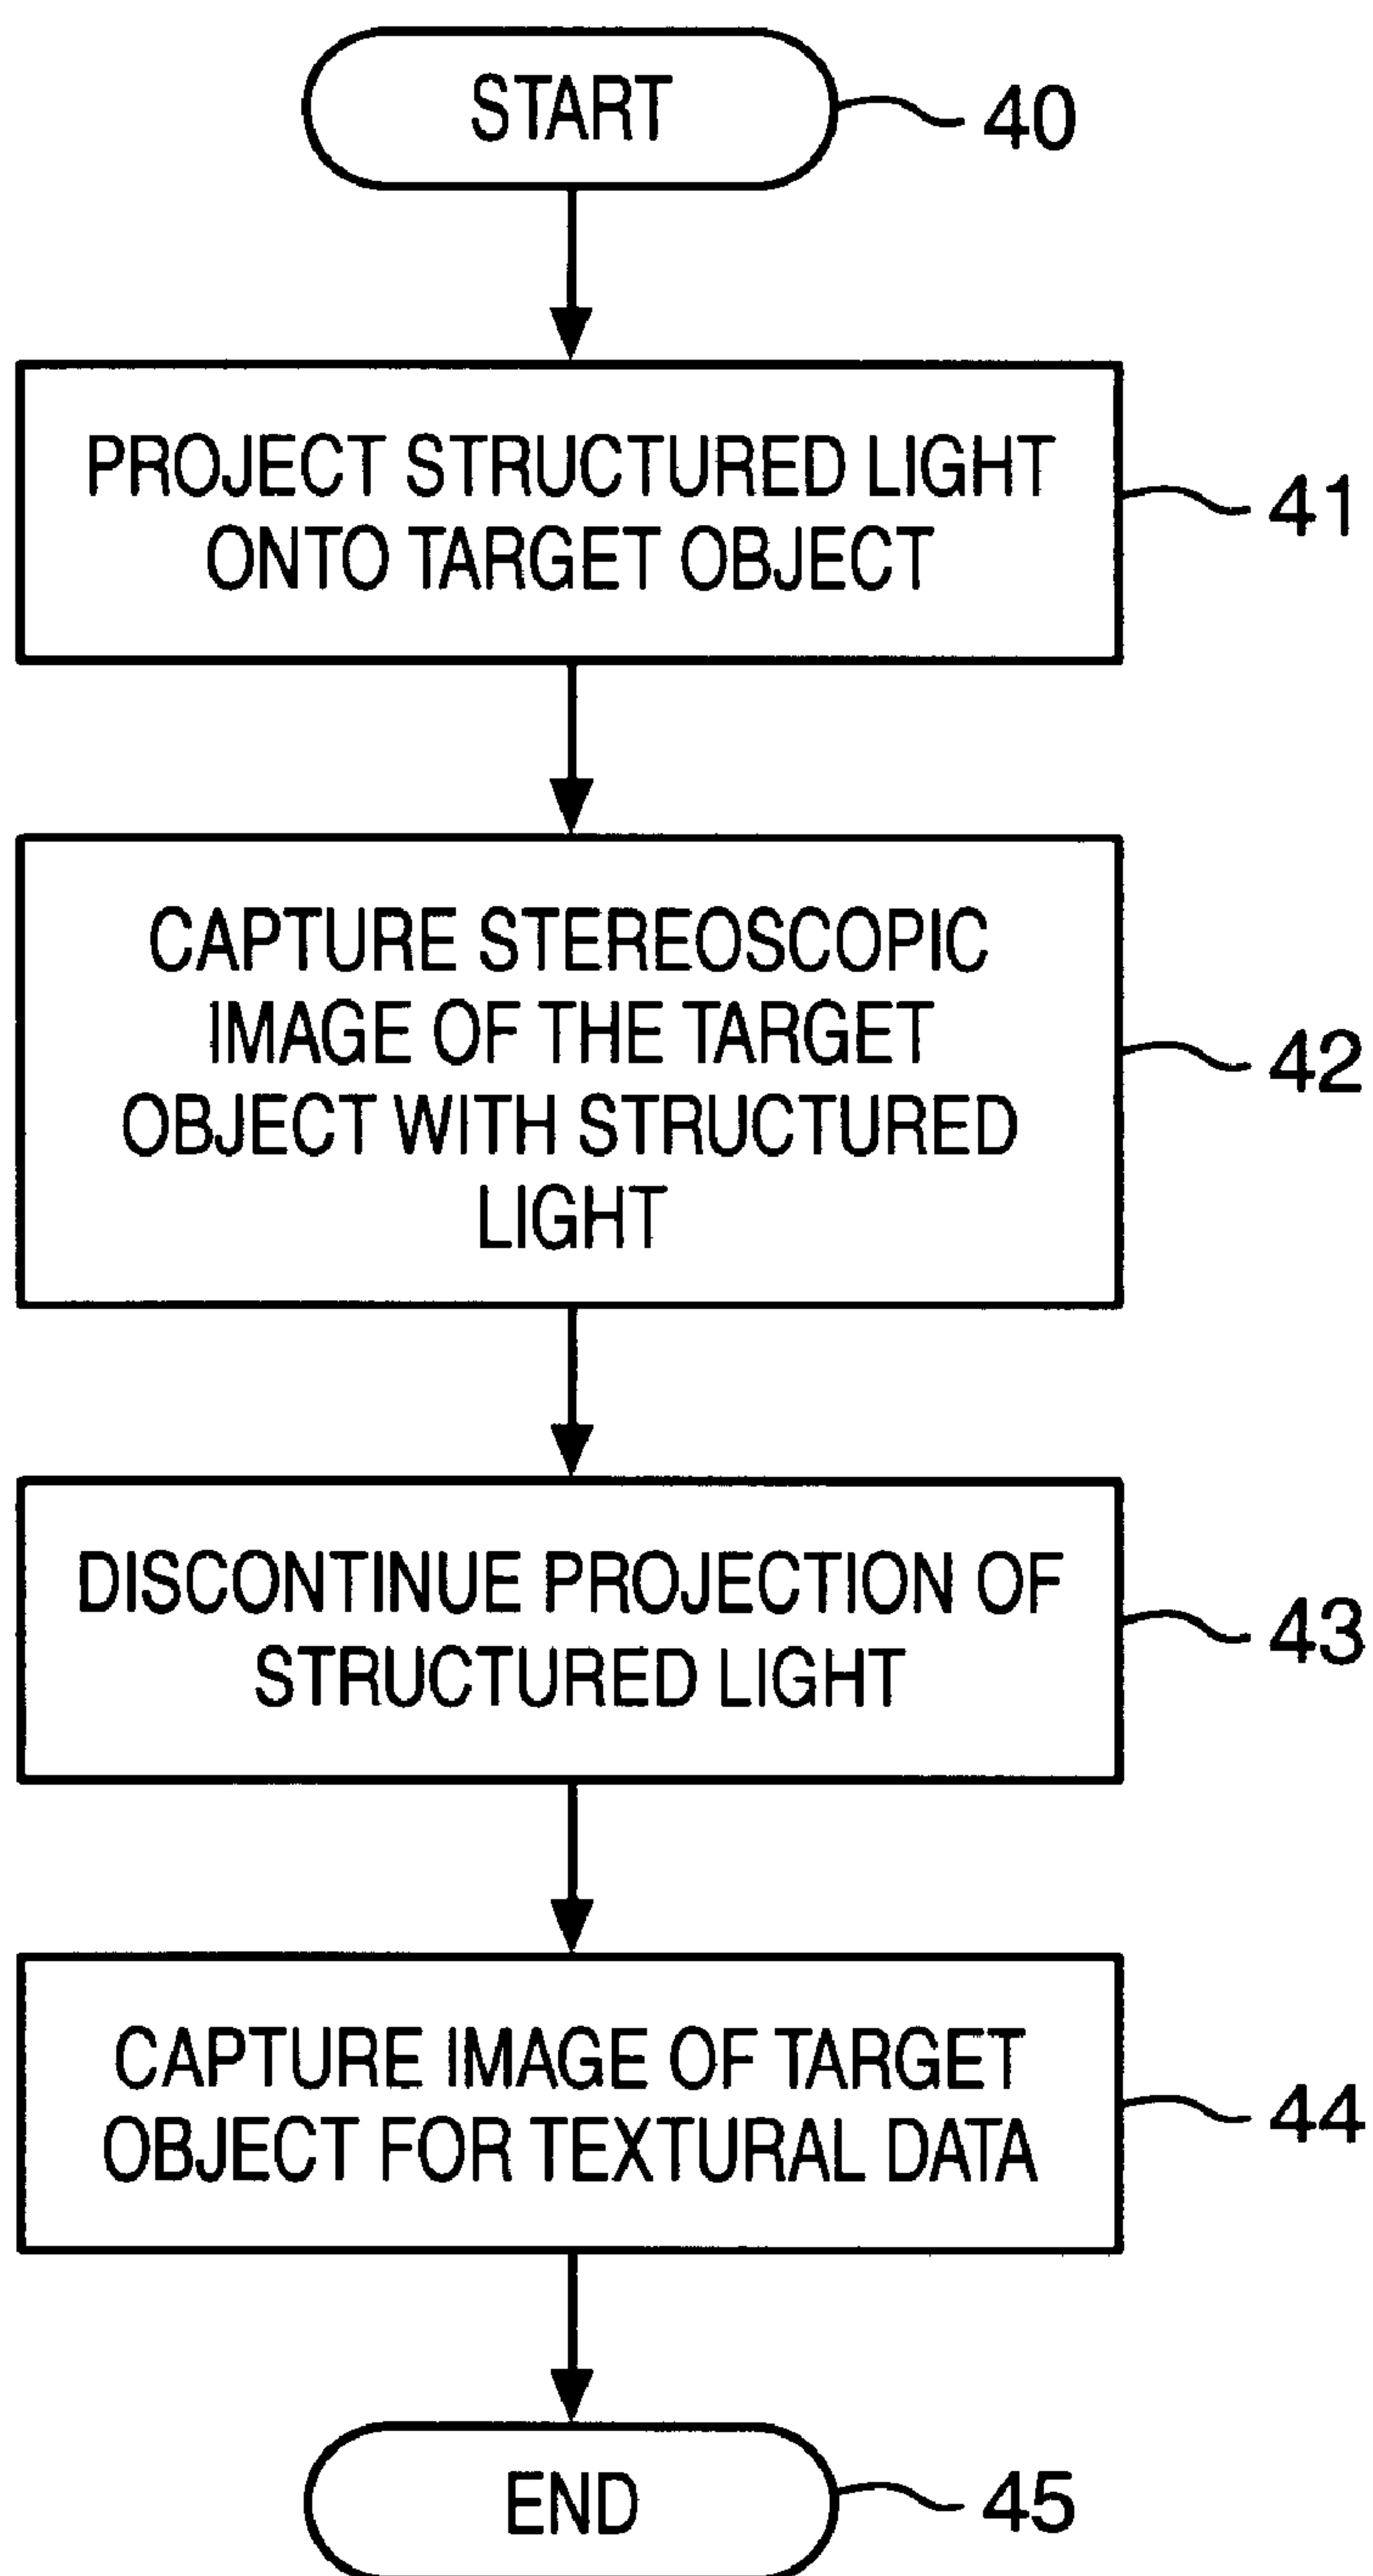 START
40
PROJECT STRUCTURED LIGHT
ONTO TARGET OBJECT
41
CAPTURE STEREOSCOPIC
IMAGE OF THE TARGET
OBJECT WITH STRUCTURED
LIGHT
42
DISCONTINUE PROJECTION OF
STRUCTURED LIGHT
43
CAPTURE IMAGE OF TARGET
OBJECT FOR TEXTURAL DATA
44
END
45